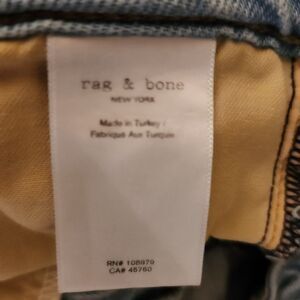 rag & bone
NEW YORK
Made in Turkey /
Fabriqué Aux Turquie
RN# 108979
CA# 45760